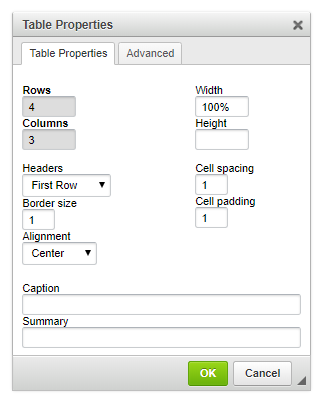 Table Properties
Table Properties Advanced
Rows Width
4 100%
Columns Height
3
Headers Cell spacing
First Row 1
Border size Cell padding
1 1
Alignment
Center
Caption
Summary
OK Cancel